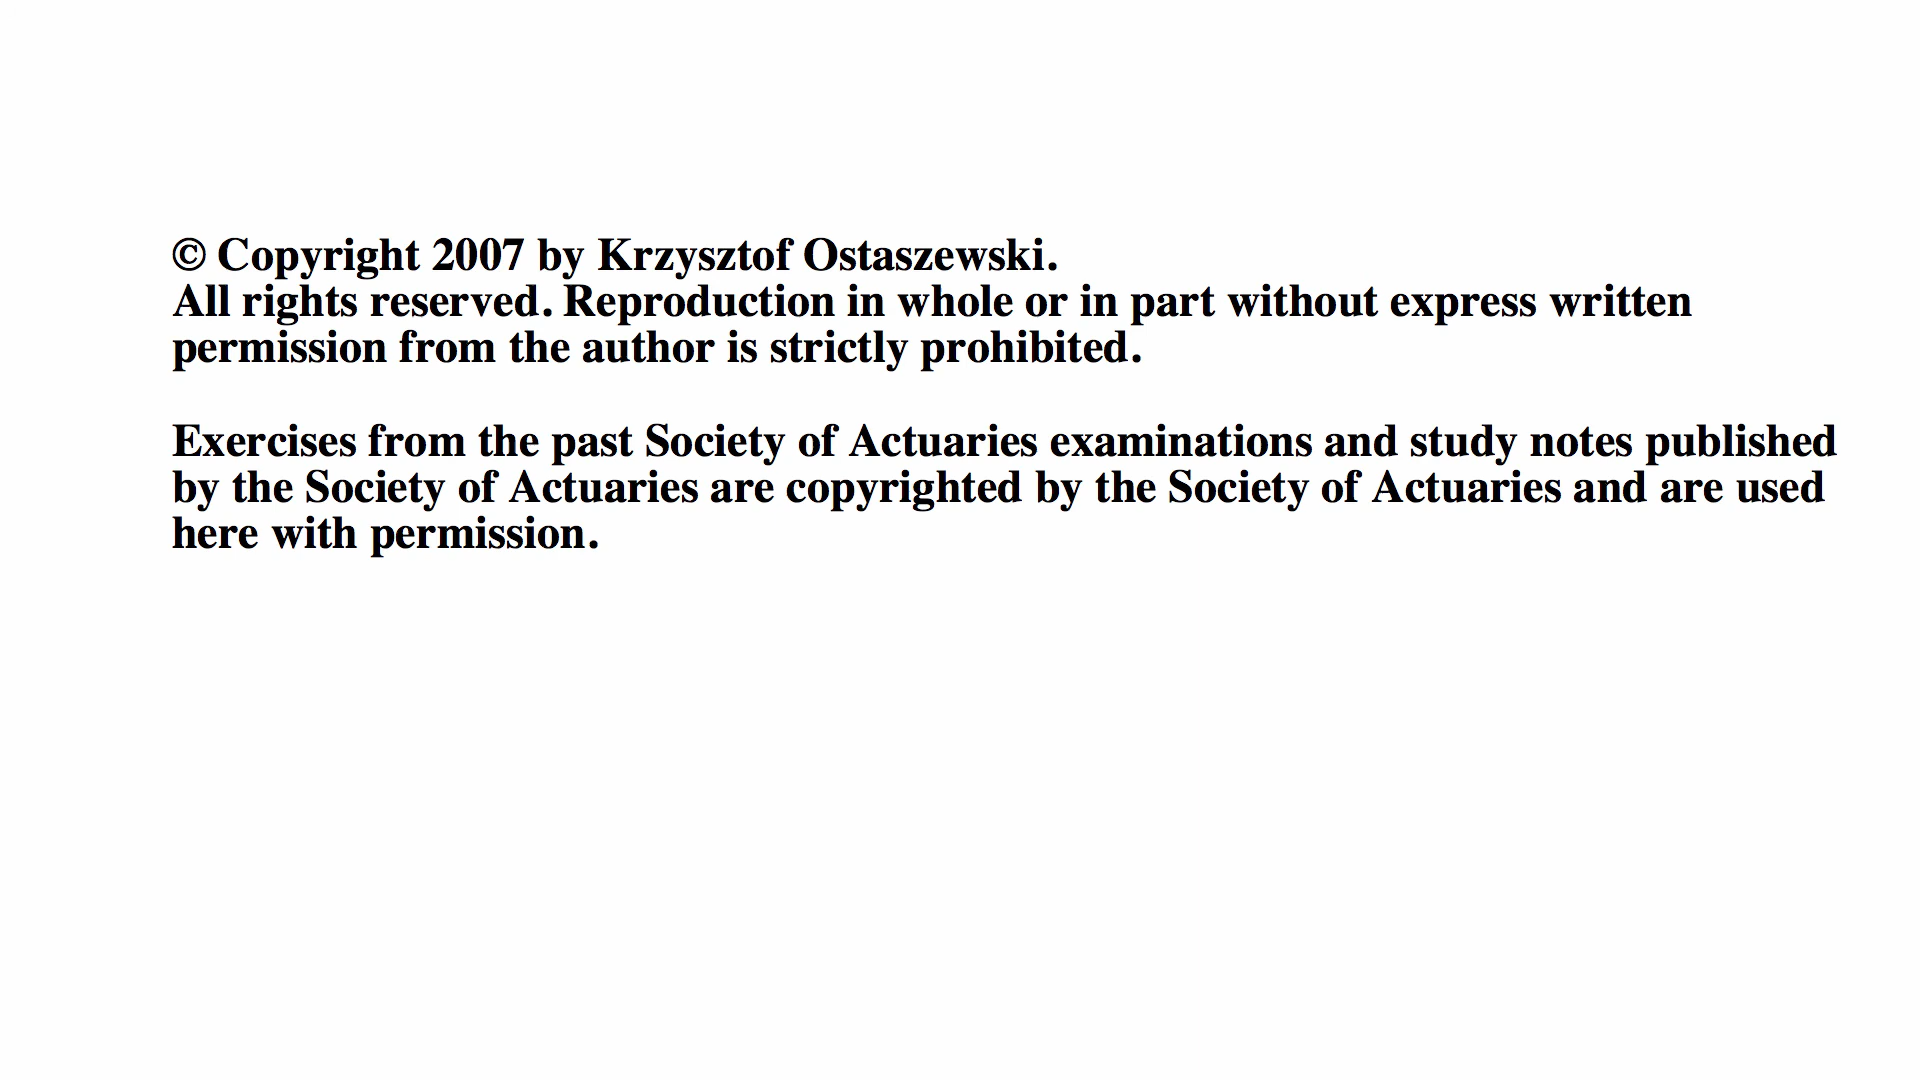 © Copyright 2007 by Krzysztof Ostaszewski.
All rights reserved. Reproduction in whole or in part without express written
permission from the author is strictly prohibited.
Exercises from the past Society of Actuaries examinations and study notes published
by the Society of Actuaries are copyrighted by the Society of Actuaries and are used
here with permission.